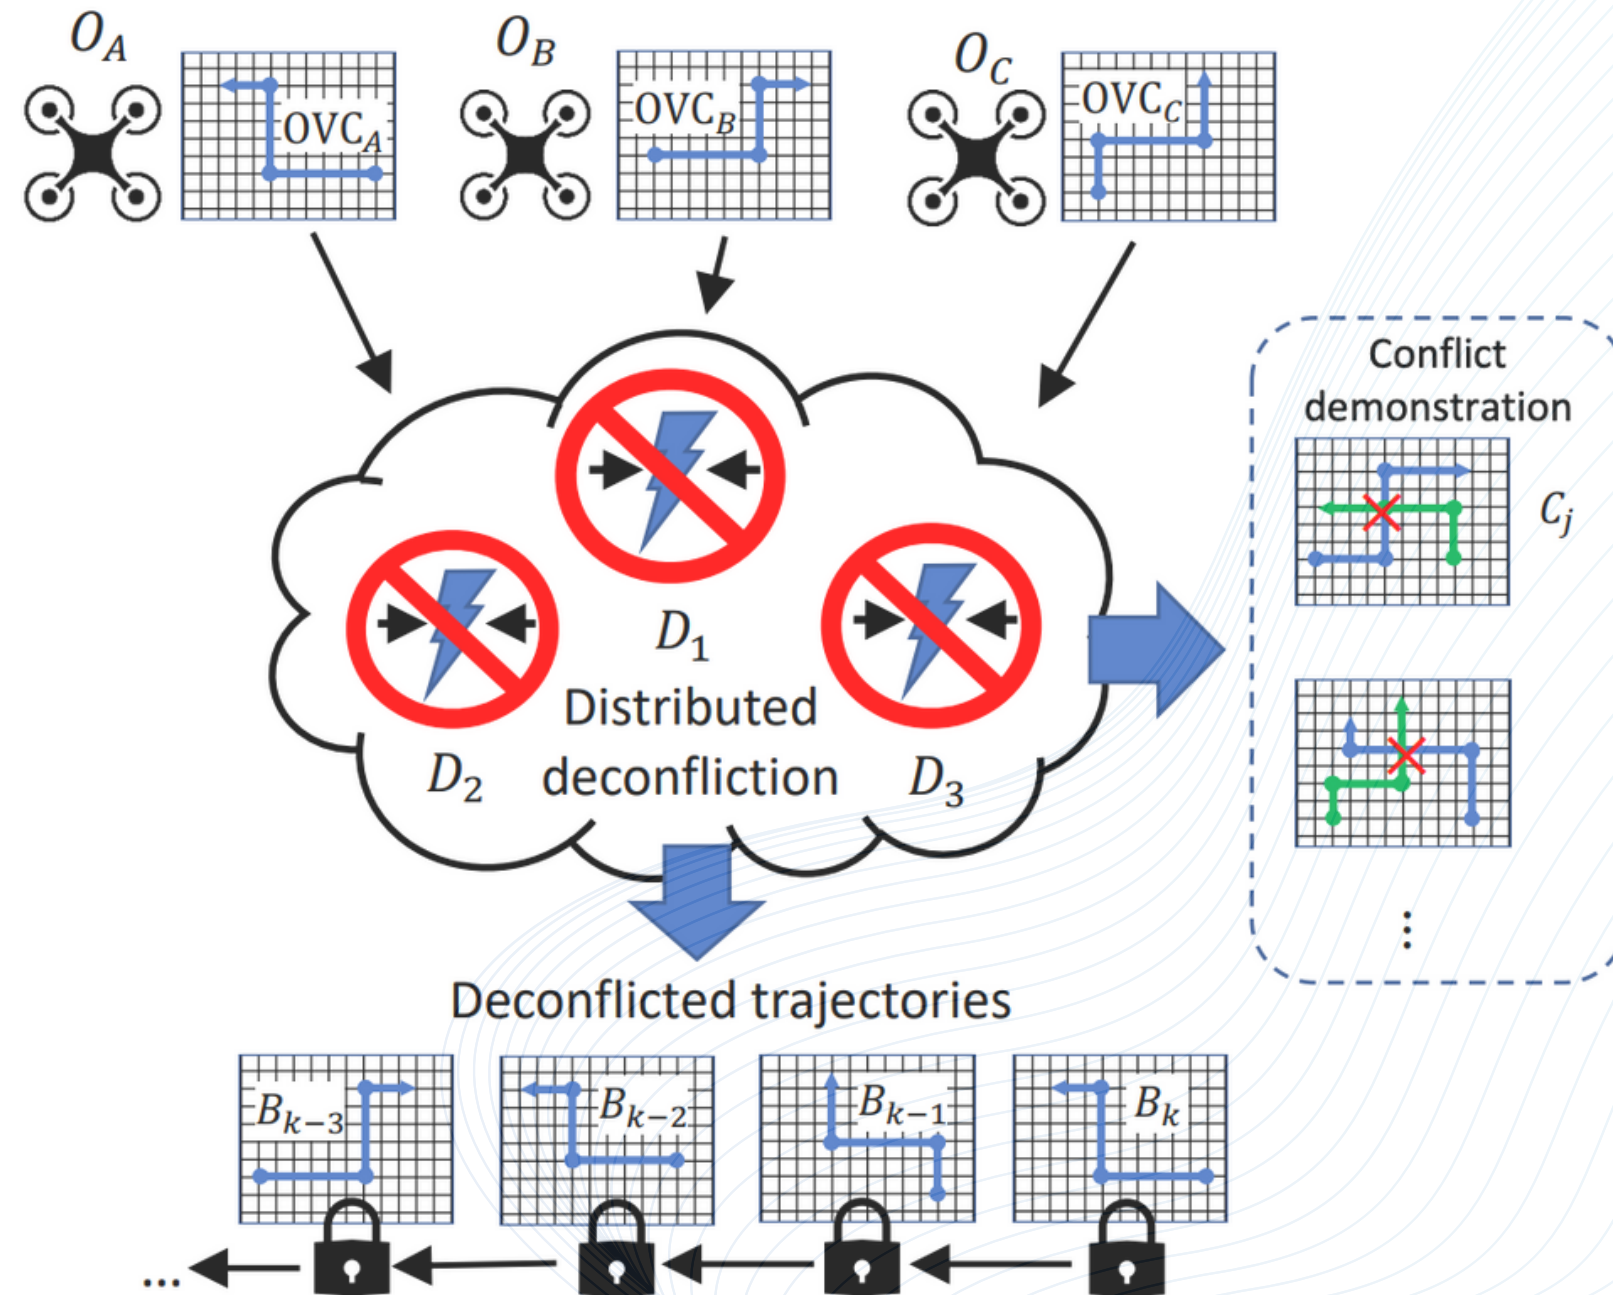 O_A
OVC_A
O_B
OVC_B
O_C
OVC_C
D_1
D_2
D_3
Distributed
deconfliction
Conflict
demonstration
C_j
⋮
Deconflicted trajectories
B_{k−3}
B_{k−2}
B_{k−1}
B_k
...